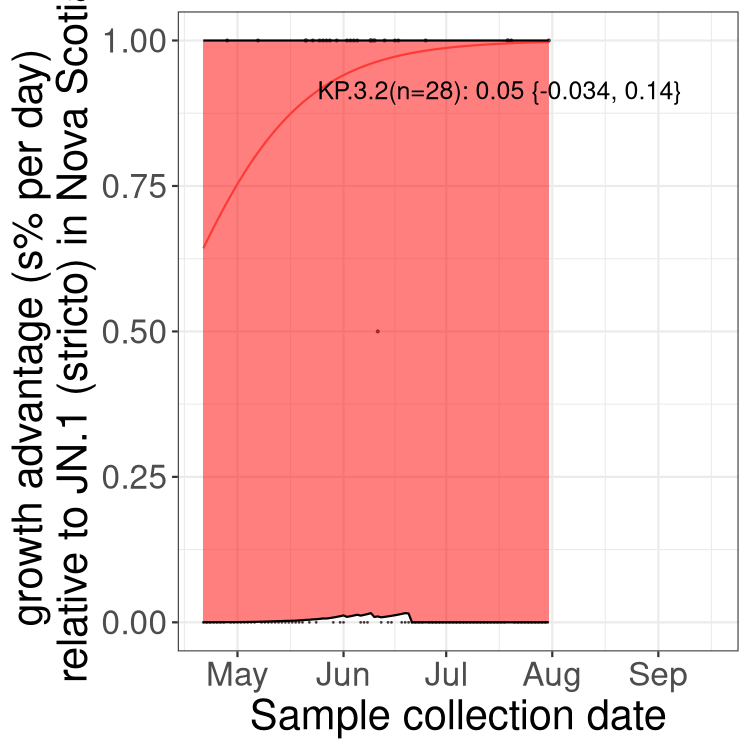 growth advantage (s% per day)
relative to JN.1 (stricto) in Nova Scotia
1.00
0.75
0.50
0.25
0.00
KP.3.2(n=28): 0.05 {-0.034, 0.14}
May Jun Jul Aug Sep
Sample collection date